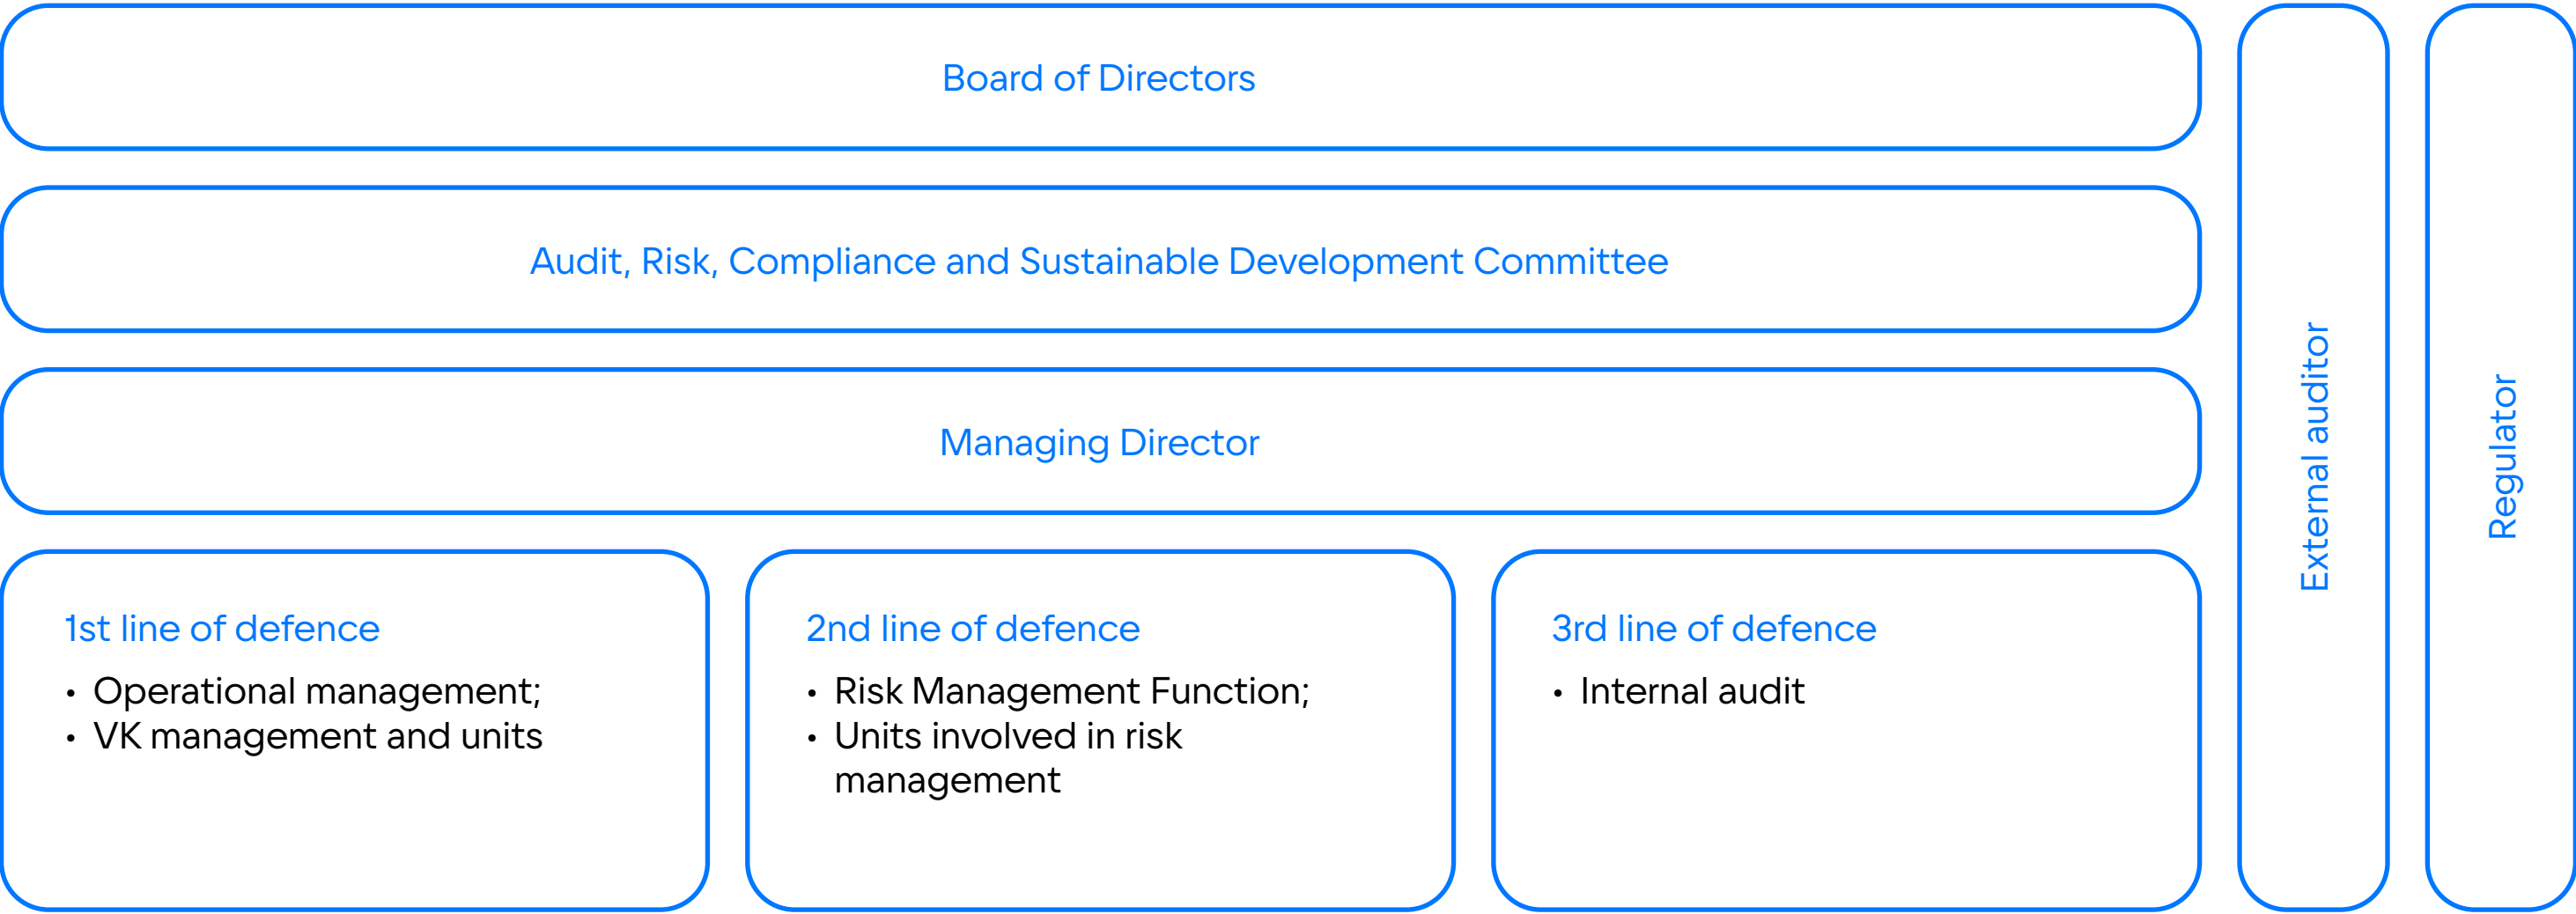 Board of Directors
Audit, Risk, Compliance and Sustainable Development Committee
Managing Director
1st line of defence
• Operational management;
• VK management and units
2nd line of defence
• Risk Management Function;
• Units involved in risk
management
3rd line of defence
• Internal audit
External auditor
Regulator